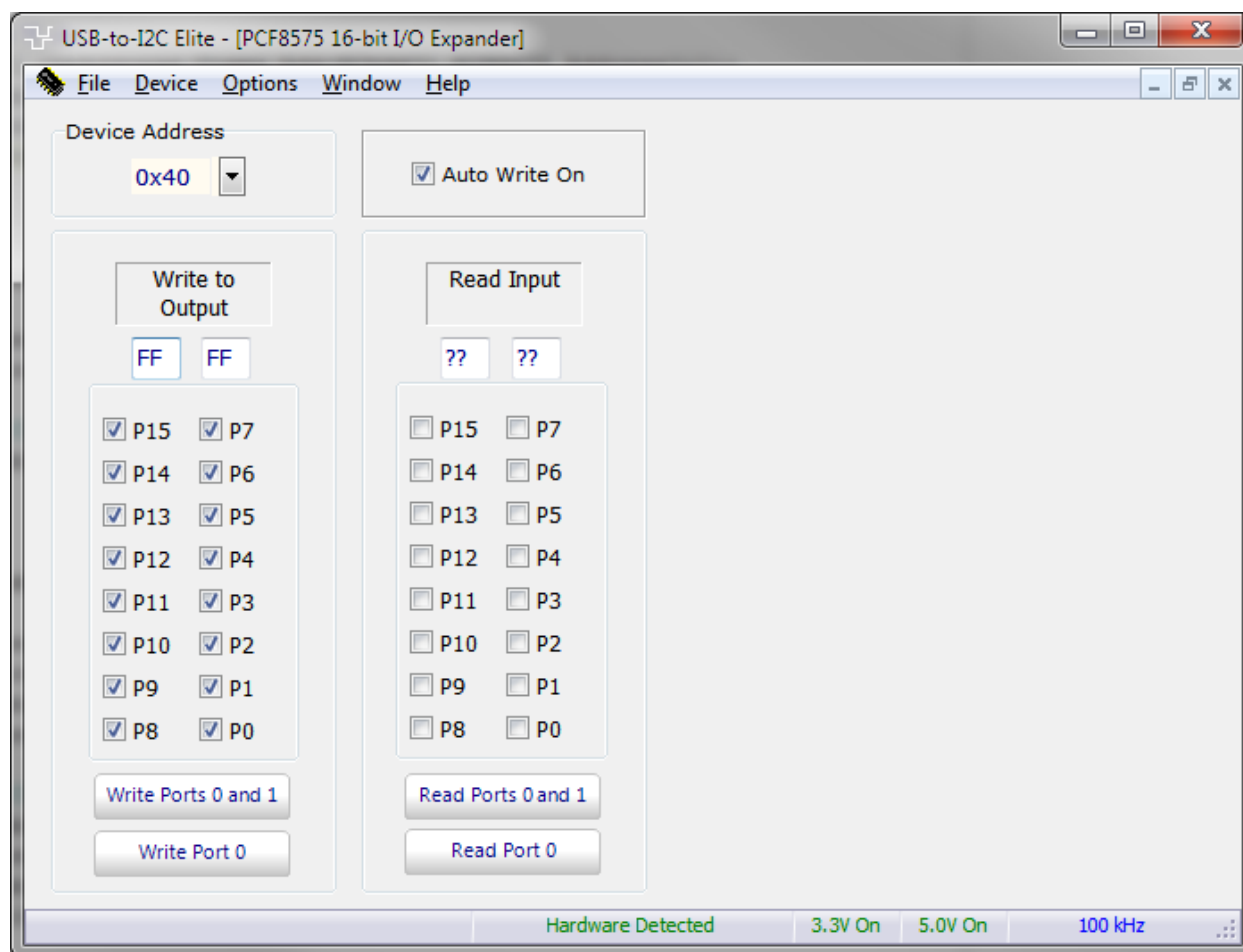 USB-to-I2C Elite - [PCF8575 16-bit I/O Expander]
File Device Options Window Help
Device Address
0x40
Auto Write On
Write to
Output
FF FF
P15 P7
P14 P6
P13 P5
P12 P4
P11 P3
P10 P2
P9 P1
P8 P0
Write Ports 0 and 1
Write Port 0
Read Input
?? ??
P15 P7
P14 P6
P13 P5
P12 P4
P11 P3
P10 P2
P9 P1
P8 P0
Read Ports 0 and 1
Read Port 0
Hardware Detected 3.3V On 5.0V On 100 kHz